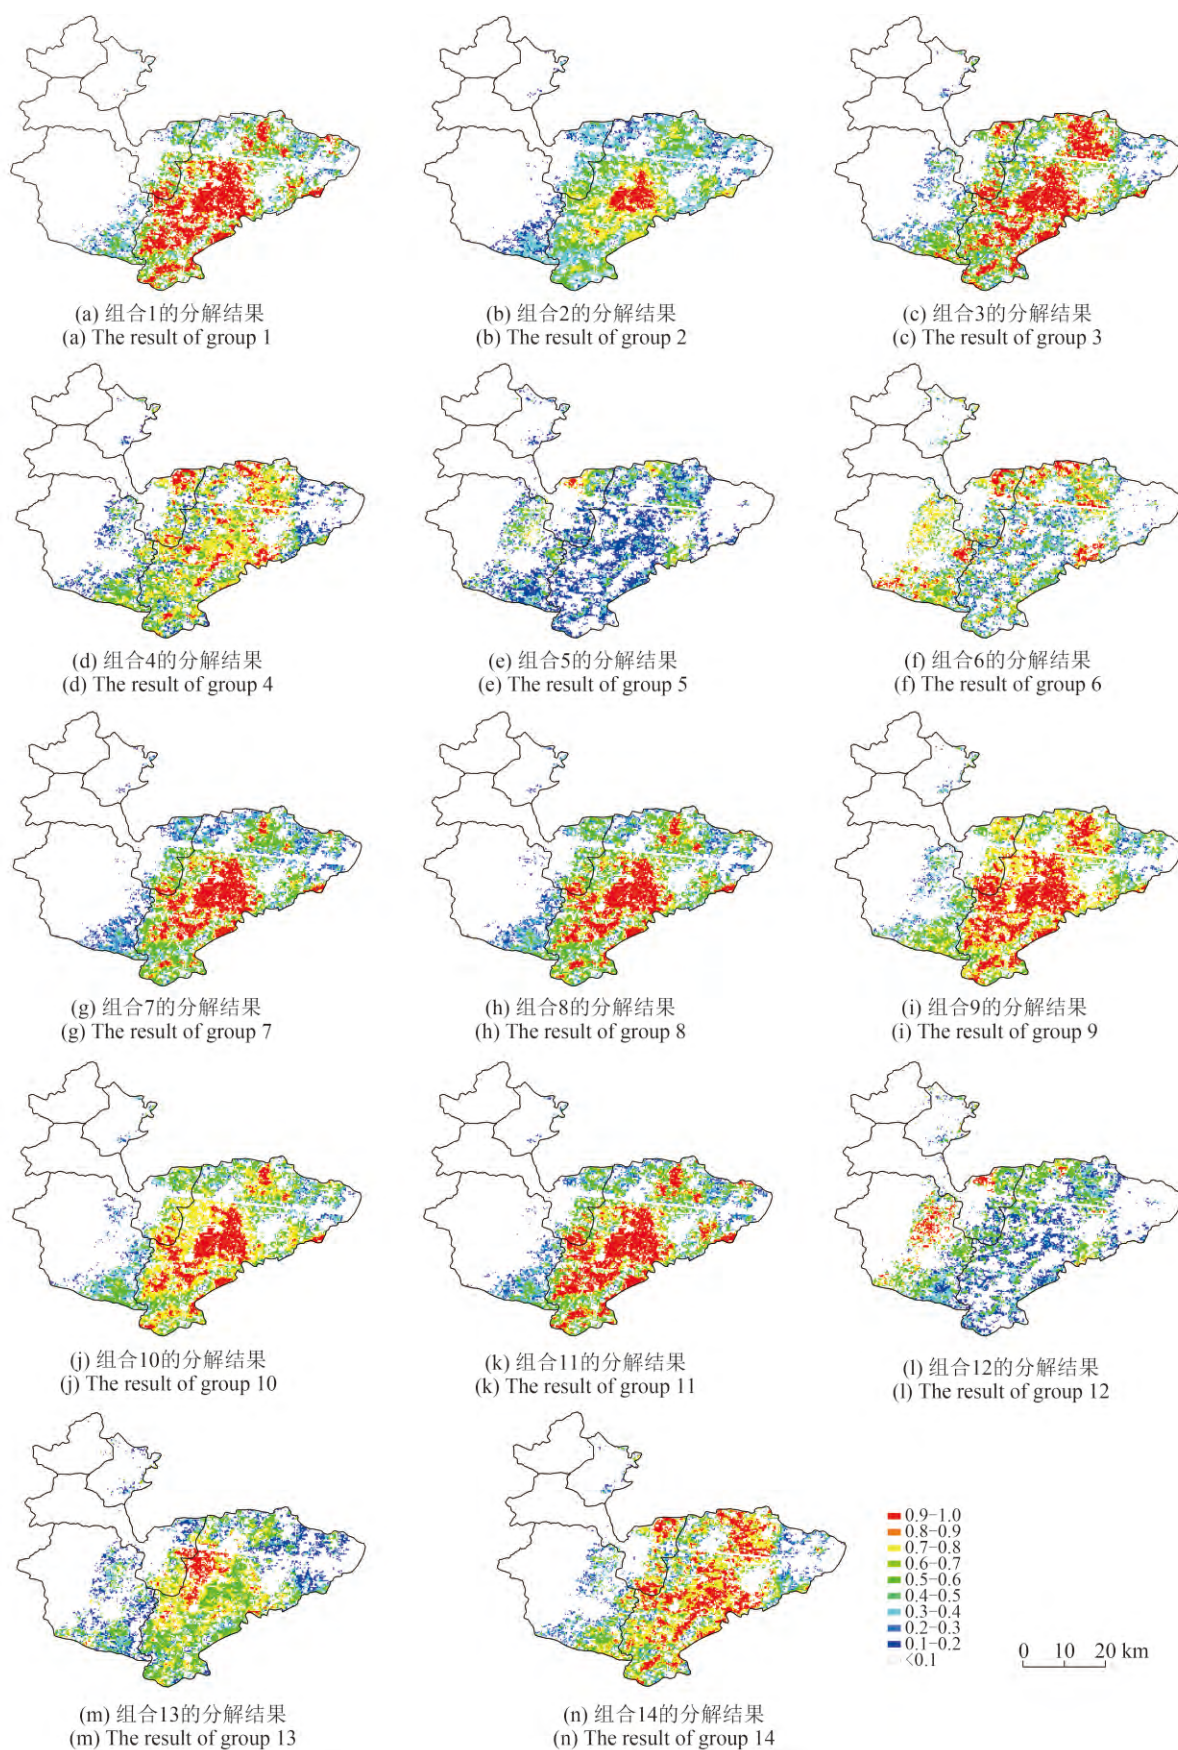 (a) 组合1的分解结果
(a) The result of group 1
(b) 组合2的分解结果
(b) The result of group 2
(c) 组合3的分解结果
(c) The result of group 3
(d) 组合4的分解结果
(d) The result of group 4
(e) 组合5的分解结果
(e) The result of group 5
(f) 组合6的分解结果
(f) The result of group 6
(g) 组合7的分解结果
(g) The result of group 7
(h) 组合8的分解结果
(h) The result of group 8
(i) 组合9的分解结果
(i) The result of group 9
(j) 组合10的分解结果
(j) The result of group 10
(k) 组合11的分解结果
(k) The result of group 11
(l) 组合12的分解结果
(l) The result of group 12
(m) 组合13的分解结果
(m) The result of group 13
(n) 组合14的分解结果
(n) The result of group 14
0.9−1.0
0.8−0.9
0.7−0.8
0.6−0.7
0.5−0.6
0.4−0.5
0.3−0.4
0.2−0.3
0.1−0.2
<0.1
0 10 20 km